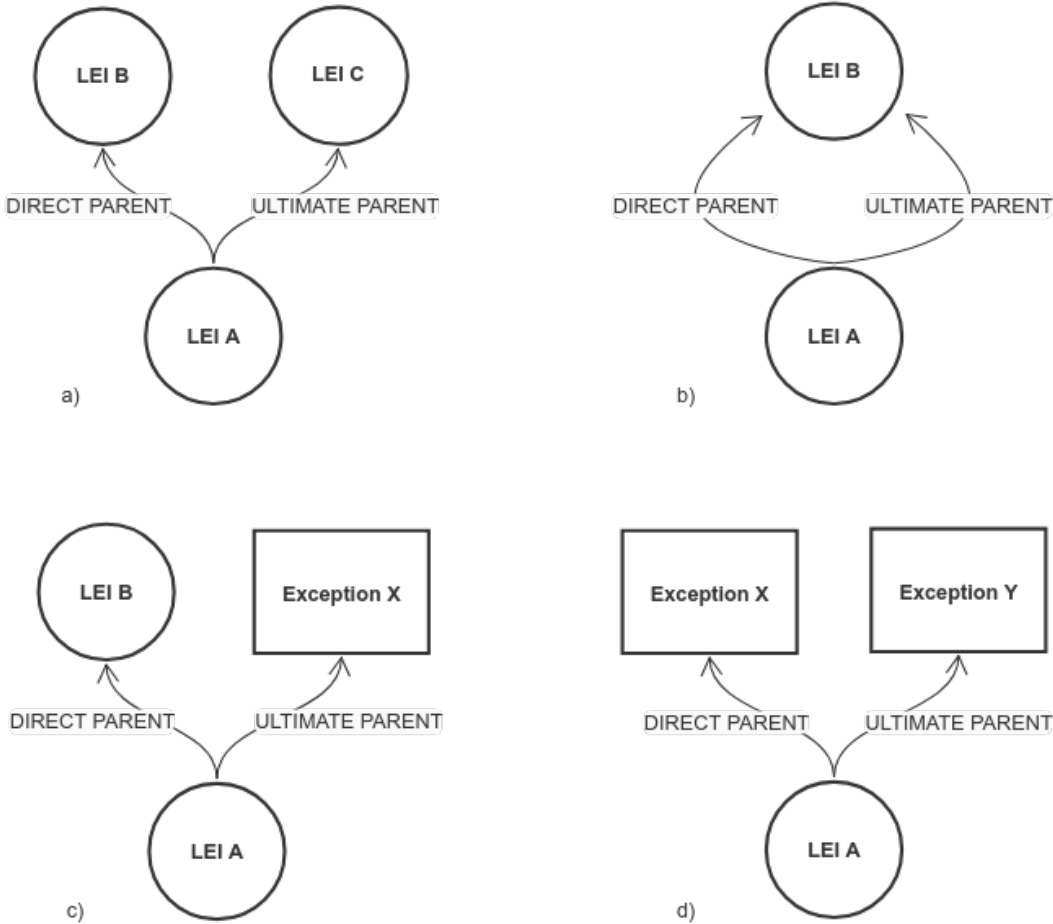 LEI B
LEI C
DIRECT PARENT
ULTIMATE PARENT
LEI A
a)
LEI B
DIRECT PARENT
ULTIMATE PARENT
LEI A
b)
LEI B
Exception X
DIRECT PARENT
ULTIMATE PARENT
LEI A
c)
Exception X
Exception Y
DIRECT PARENT
ULTIMATE PARENT
LEI A
d)